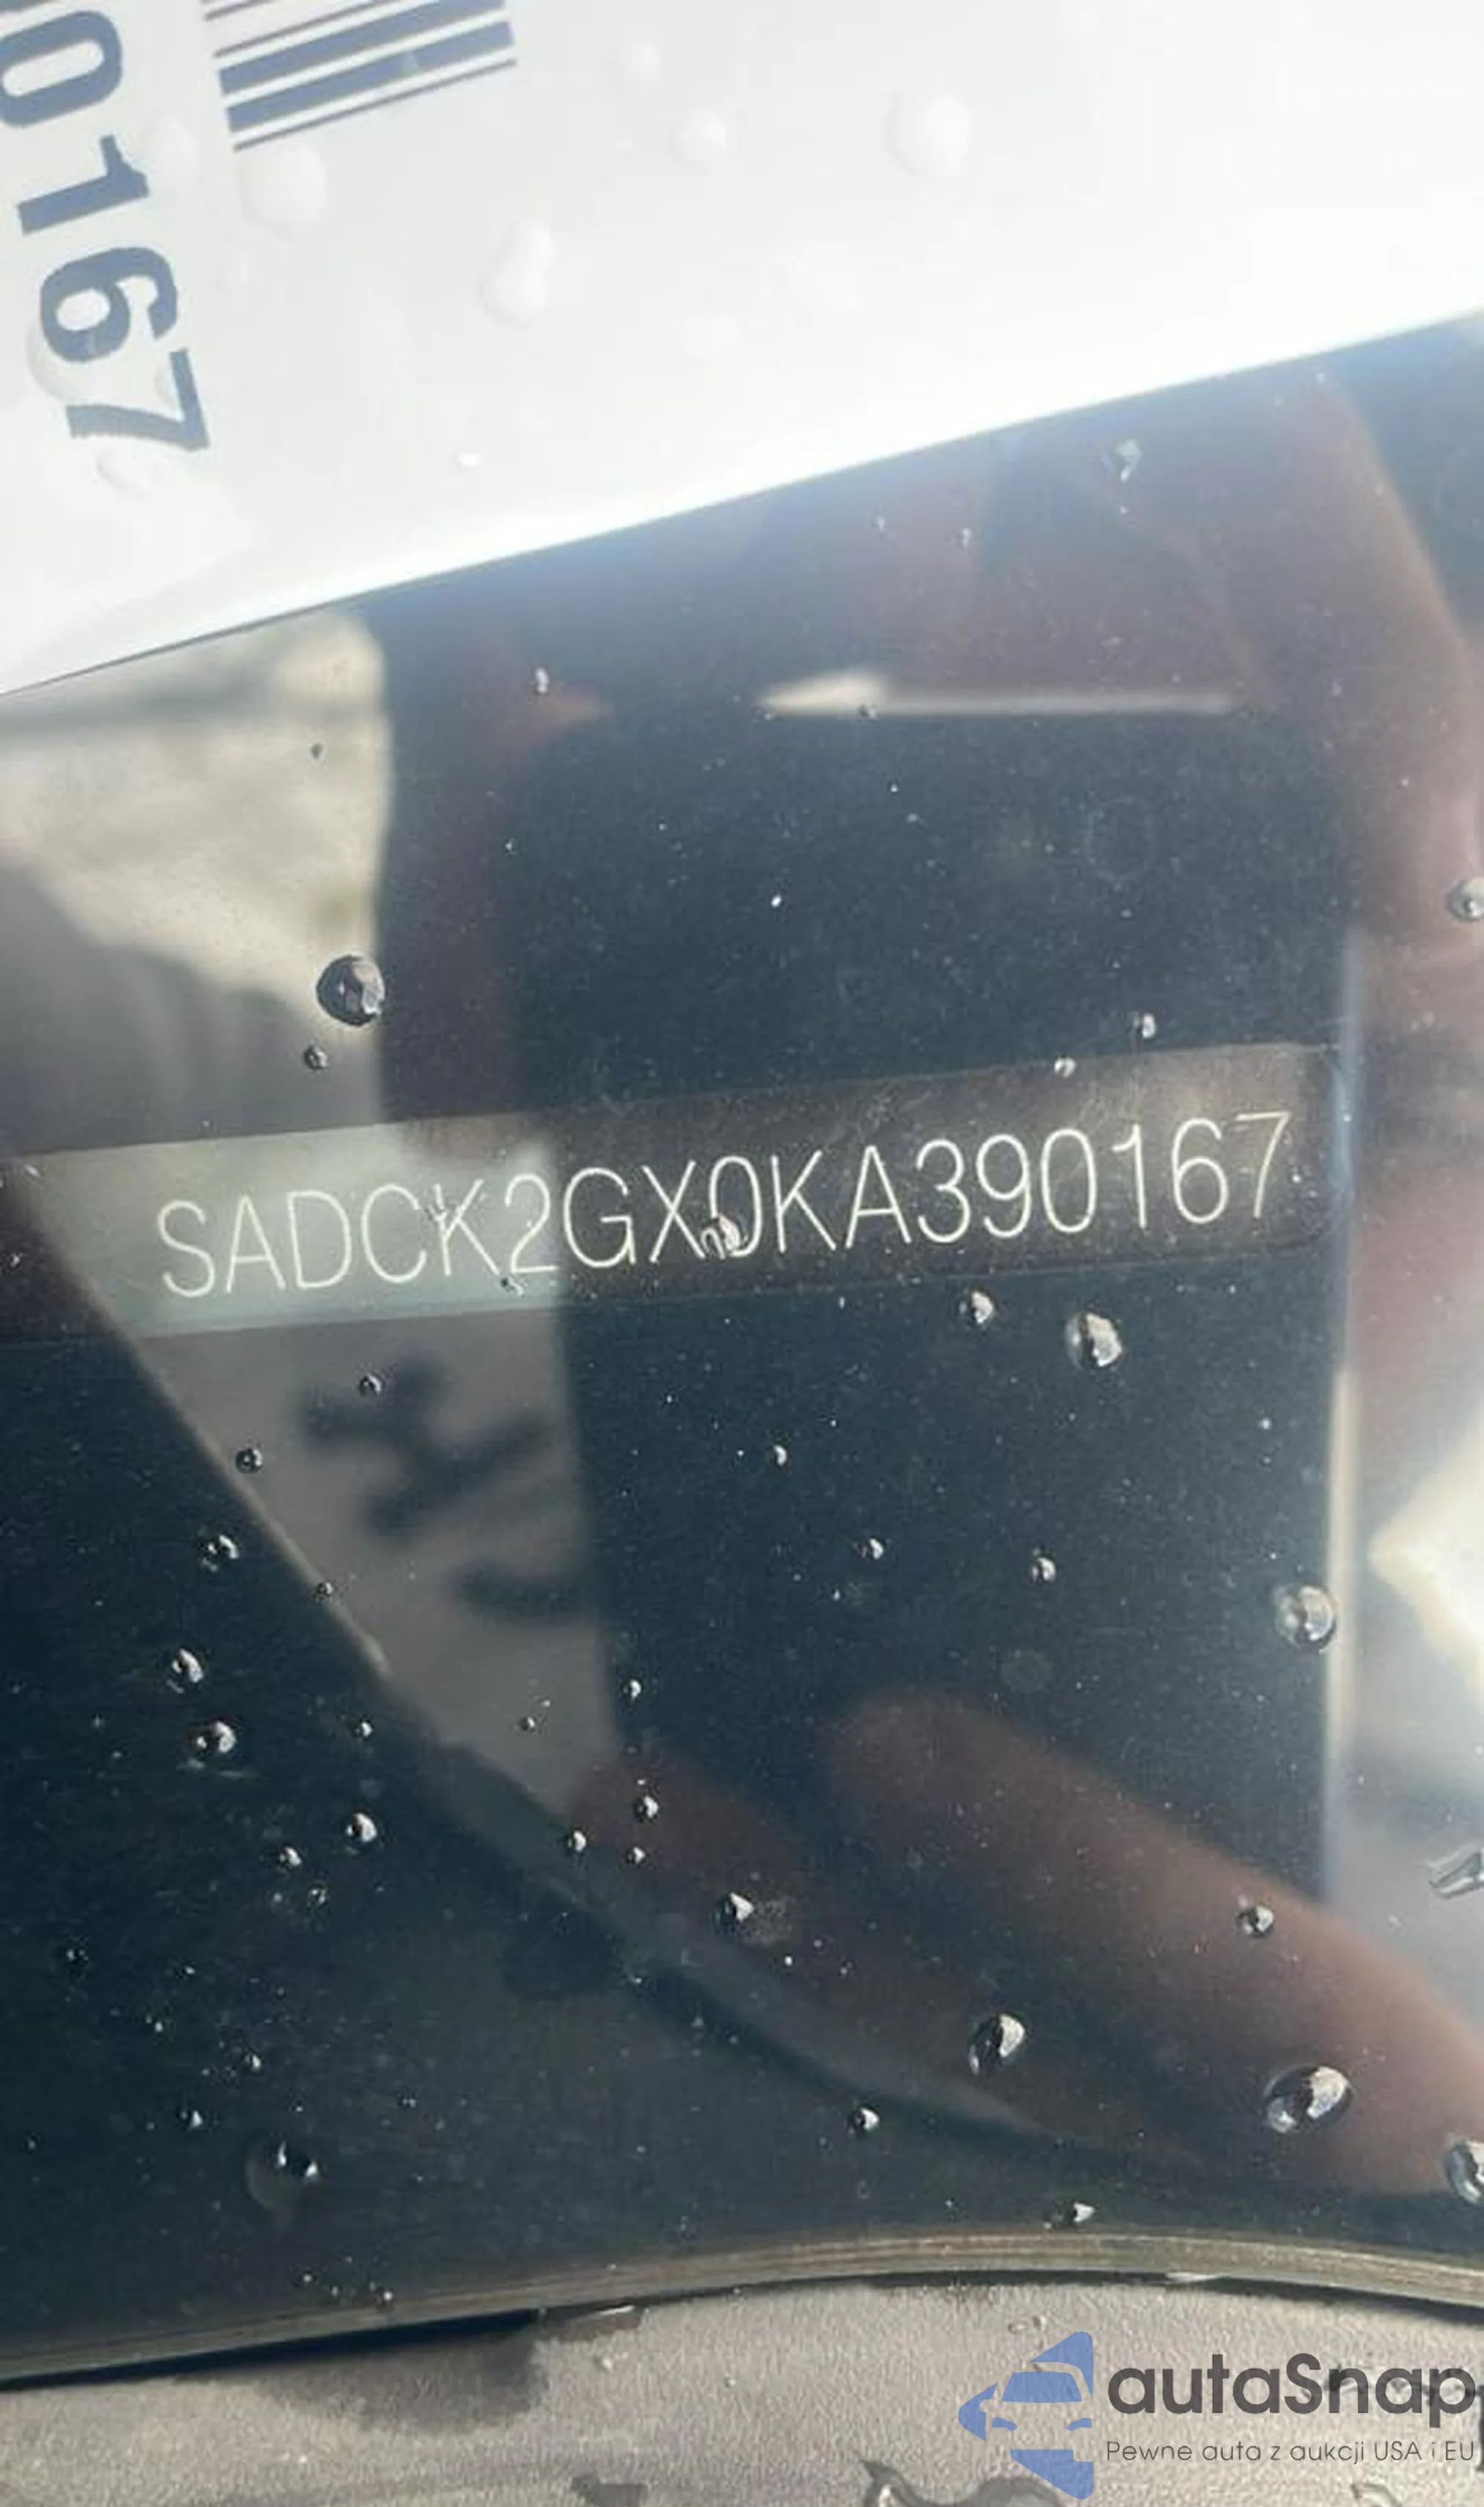 0167
SADCK2GX0KA390167
autaSnap
Pewne auta z aukcji USA i EU